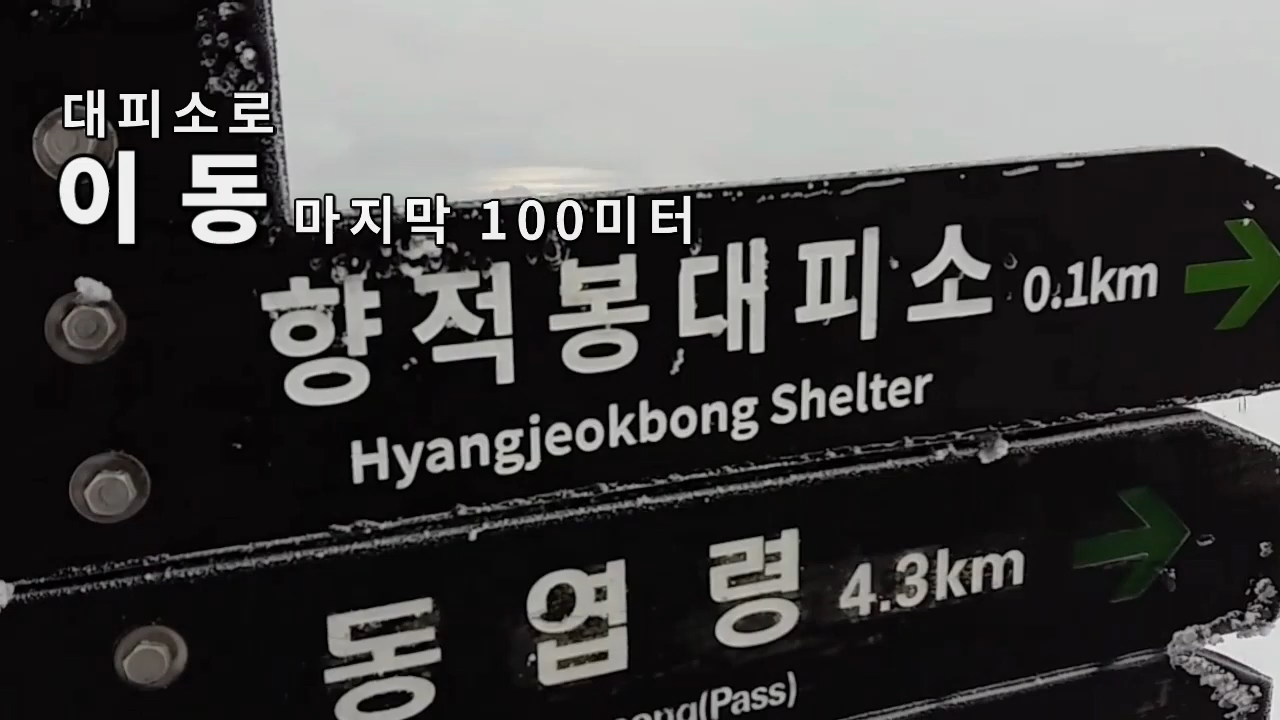 대피소로
이동 마지막 100미터
향적봉대피소 0.1km
Hyangjeokbong Shelter
동엽령 4.3km
(Pass)